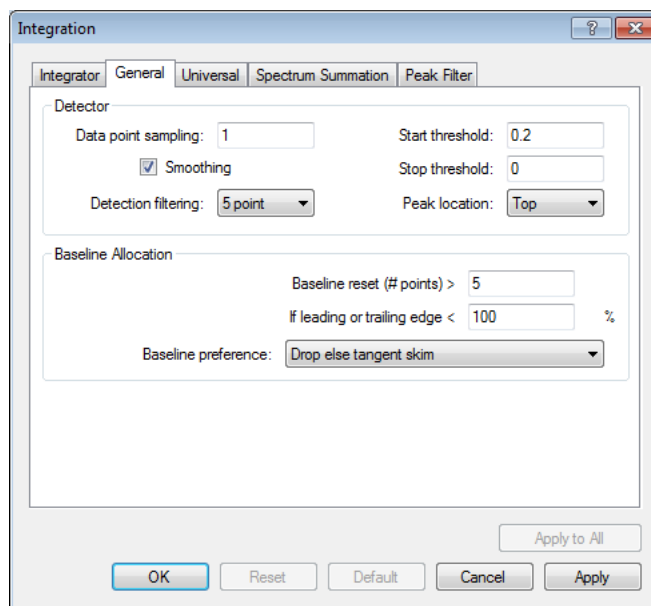 Integration
Integrator General Universal Spectrum Summation Peak Filter
Detector
Data point sampling: 1 Start threshold: 0.2
Smoothing Stop threshold: 0
Detection filtering: 5 point Peak location: Top
Baseline Allocation
Baseline reset (# points) > 5
If leading or trailing edge < 100 %
Baseline preference: Drop else tangent skim
Apply to All
OK Reset Default Cancel Apply